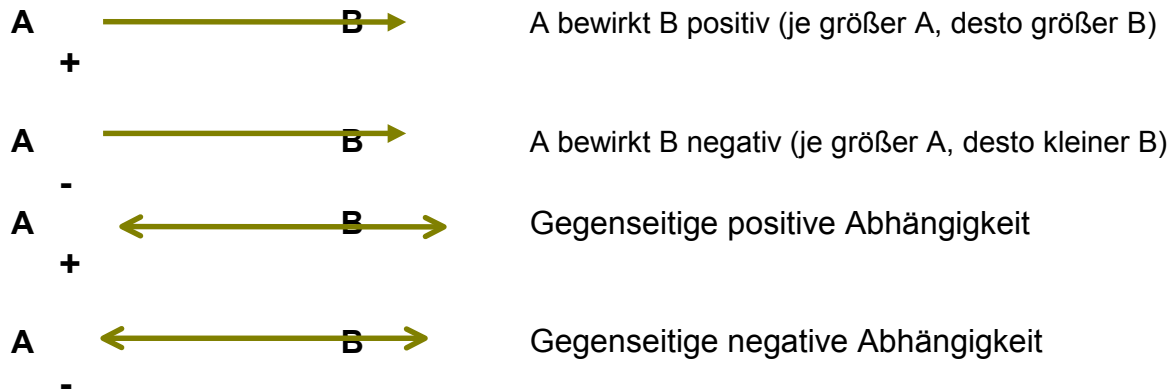 A B A bewirkt B positiv (je größer A, desto größer B)
+
A B A bewirkt B negativ (je größer A, desto kleiner B)
-
A B Gegenseitige positive Abhängigkeit
+
A B Gegenseitige negative Abhängigkeit
-